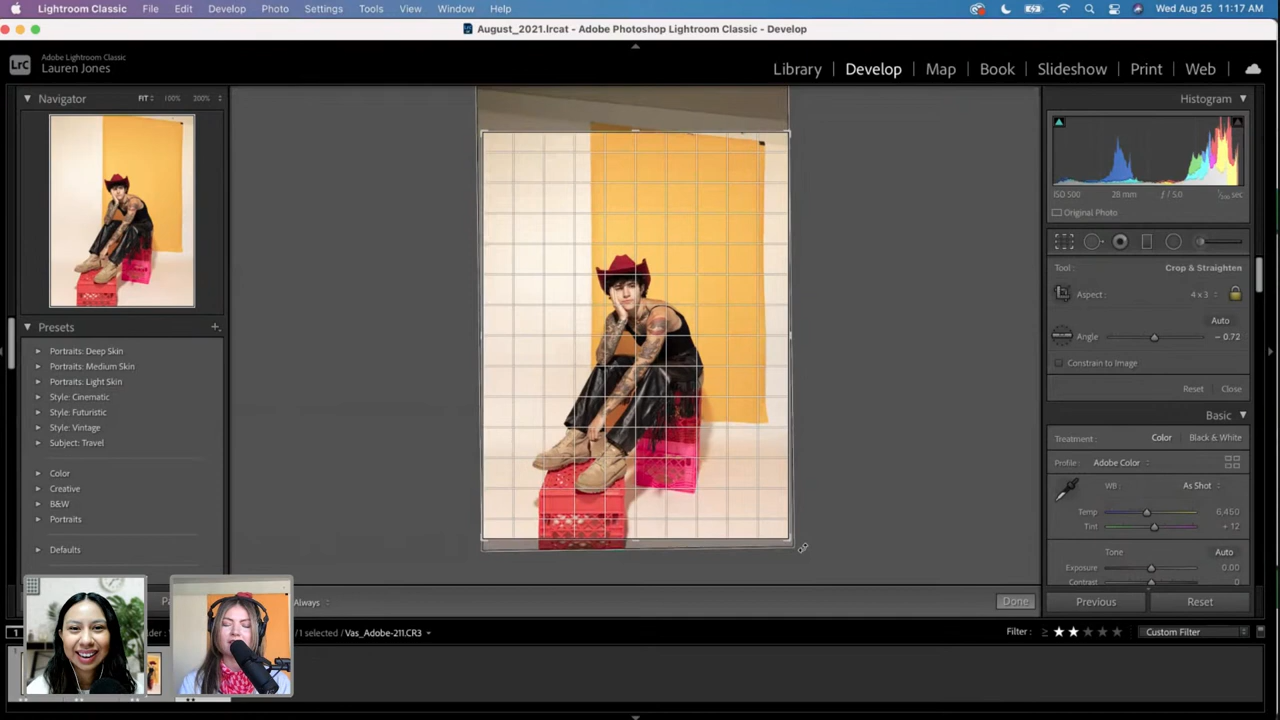 Lightroom Classic File Edit Develop Photo Settings Tools View Window Help Wed Aug 25 11:17 AM
August_2021.lrcat - Adobe Photoshop Lightroom Classic - Develop
LrC Adobe Lightroom Classic
Lauren Jones
Library Develop Map Book Slideshow Print Web
Navigator FIT 100% 300%
Histogram
ISO 500 28 mm ƒ / 5.0 sec
Original Photo
Tool: Crop & Straighten
Aspect: 4 x 3
Auto
Angle - 0.72
Constrain to Image
Reset Close
Basic
Treatment: Color Black & White
Profile: Adobe Color
WB: As Shot
Temp 6,450
Tint + 12
Tone Auto
Exposure 0.00
Contrast 0
Previous Reset
Presets
Portraits: Deep Skin
Portraits: Medium Skin
Portraits: Light Skin
Style: Cinematic
Style: Futuristic
Style: Vintage
Subject: Travel
Color
Creative
B&W
Portraits
Defaults
Always Done
1 / 1 selected / Vas_Adobe-211.CR3 Filter: ≥ ★★ Custom Filter